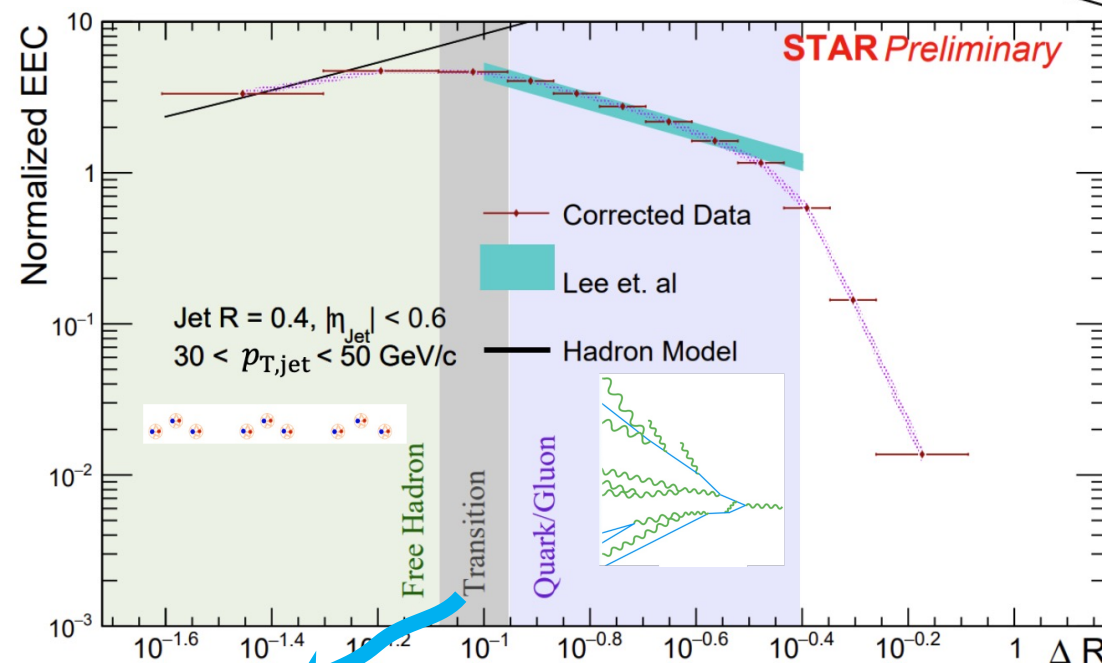 STAR Preliminary
Normalized EEC
10
1
10⁻¹
10⁻²
10⁻³
Corrected Data
Lee et. al
Hadron Model
Jet R = 0.4, |η_Jet| < 0.6
30 < p_T,jet < 50 GeV/c
Free Hadron
Transition
Quark/Gluon
10⁻¹·⁶ 10⁻¹·⁴ 10⁻¹ 10⁻⁰·⁸ 10⁻⁰·⁶ 10⁻⁰·⁴ 10⁻⁰·² 1 Δ R